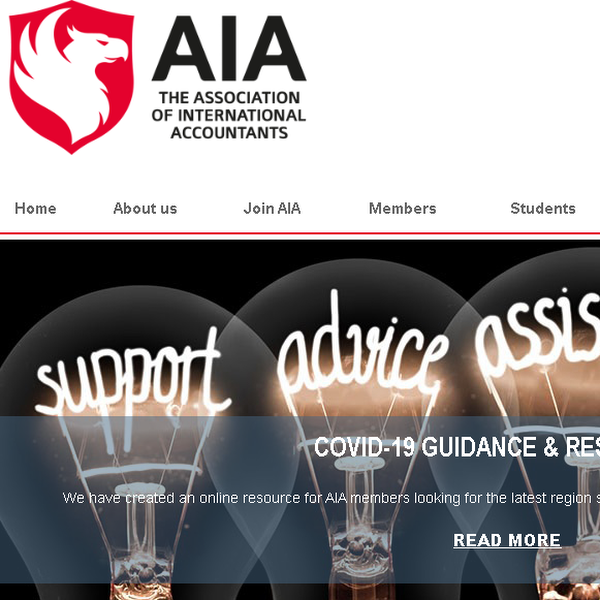 AIA
THE ASSOCIATION
OF INTERNATIONAL
ACCOUNTANTS
Home About us Join AIA Members Students
support advice assis
COVID-19 GUIDANCE & RES
We have created an online resource for AIA members looking for the latest region s
READ MORE